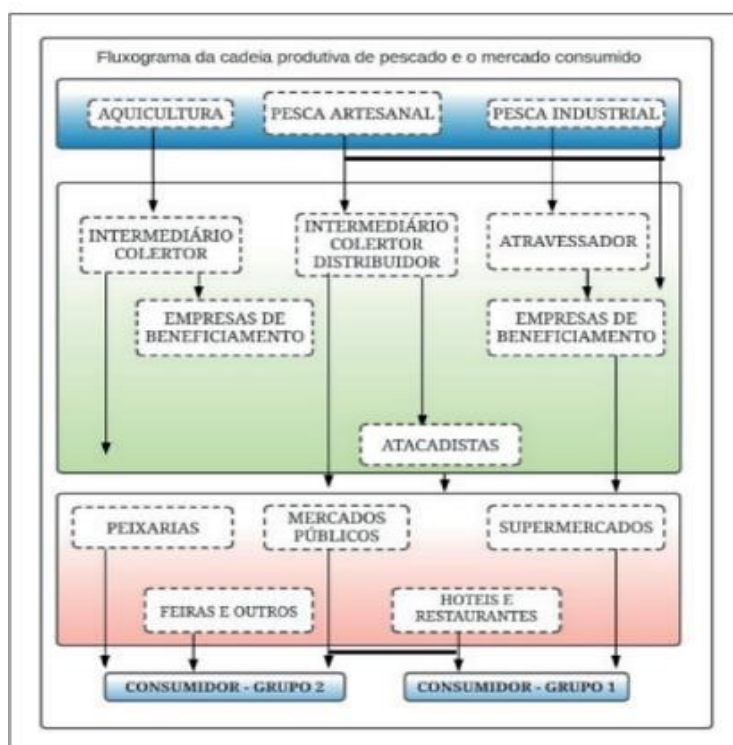 Fluxograma da cadeia produtiva de pescado e o mercado consumido
AQUICULTURA
PESCA ARTESANAL
PESCA INDUSTRIAL
INTERMEDIÁRIO
COLERTOR
INTERMEDIÁRIO
COLERTOR
DISTRIBUIDOR
ATRAVESSADOR
EMPRESAS DE
BENEFICIAMENTO
EMPRESAS DE
BENEFICIAMENTO
ATACADISTAS
PEIXARIAS
MERCADOS
PÚBLICOS
SUPERMERCADOS
FEIRAS E OUTROS
HOTEIS E
RESTAURANTES
CONSUMIDOR - GRUPO 2
CONSUMIDOR - GRUPO 1